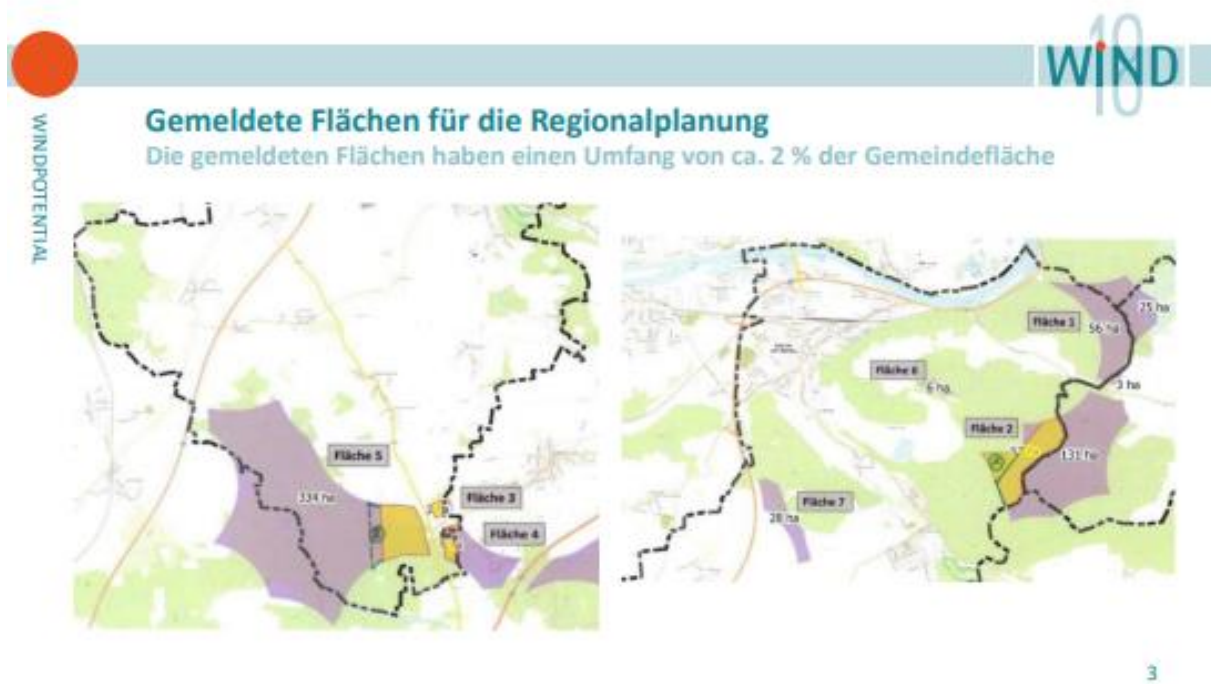 WiND
18
WINDPOTENTIAL
Gemeldete Flächen für die Regionalplanung
Die gemeldeten Flächen haben einen Umfang von ca. 2 % der Gemeindefläche
Fläche 5
334 ha
Fläche 3
Fläche 4
Fläche 1
25 ha
56 ha
Fläche 6
6 ha
3 ha
Fläche 2
131 ha
Fläche 7
28 ha
3